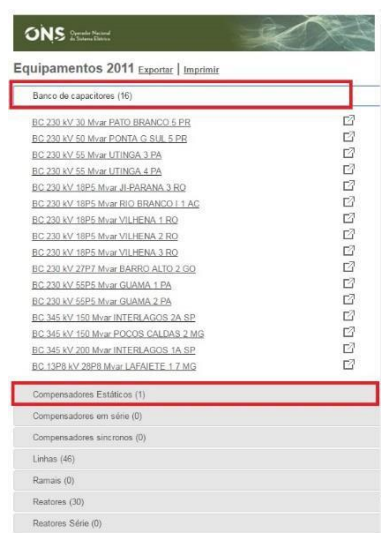 ONS Operador Nacional
do Sistema Elétrico
Equipamentos 2011 Exportar | Imprimir
Banco de capacitores (16)
BC 230 kV 30 Mvar PATO BRANCO 5 PR
BC 230 kV 50 Mvar PONTA G SUL 5 PR
BC 230 kV 55 Mvar UTINGA 3 PA
BC 230 kV 55 Mvar UTINGA 4 PA
BC 230 kV 18P5 Mvar JI-PARANA 3 RO
BC 230 kV 18P5 Mvar RIO BRANCO I 1 AC
BC 230 kV 18P5 Mvar VILHENA 1 RO
BC 230 kV 18P5 Mvar VILHENA 2 RO
BC 230 kV 18P5 Mvar VILHENA 3 RO
BC 230 kV 27P7 Mvar BARRO ALTO 2 GO
BC 230 kV 55P5 Mvar GUAMA 1 PA
BC 230 kV 55P5 Mvar GUAMA 2 PA
BC 345 kV 150 Mvar INTERLAGOS 2A SP
BC 345 kV 150 Mvar POCOS CALDAS 2 MG
BC 345 kV 200 Mvar INTERLAGOS 1A SP
BC 13P8 kV 28P8 Mvar LAFAIETE 1 7 MG
Compensadores Estáticos (1)
Compensadores em série (0)
Compensadores síncronos (0)
Linhas (46)
Ramais (0)
Reatores (30)
Reatores Série (0)